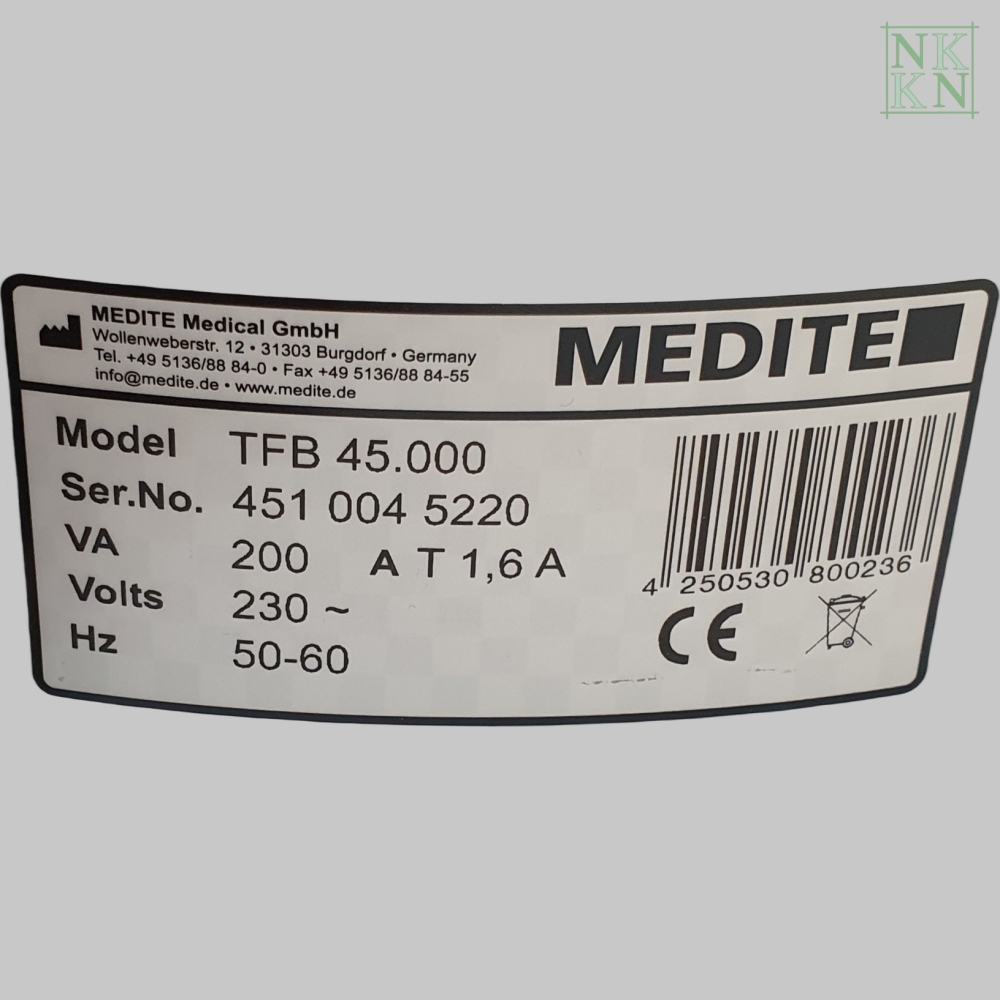 NK
KN
MEDITE Medical GmbH
Wollenweberstr. 12 • 31303 Burgdorf • Germany
Tel. +49 5136/88 84-0 • Fax +49 5136/88 84-55
info@medite.de • www.medite.de
MEDITE
Model TFB 45.000
Ser.No. 451 004 5220
VA 200 A T 1,6 A
Volts 230 ~
Hz 50-60
4 250530 800236
CE